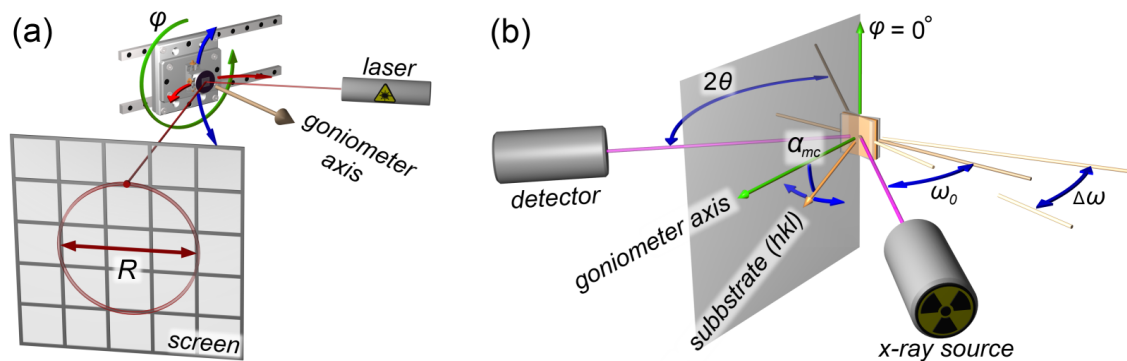 (a)
φ
laser
goniometer
axis
R
screen
(b)
φ = 0°
2θ
detector
α_mc
goniometer axis
subbstrate (hkl)
ω_0
Δω
x-ray source